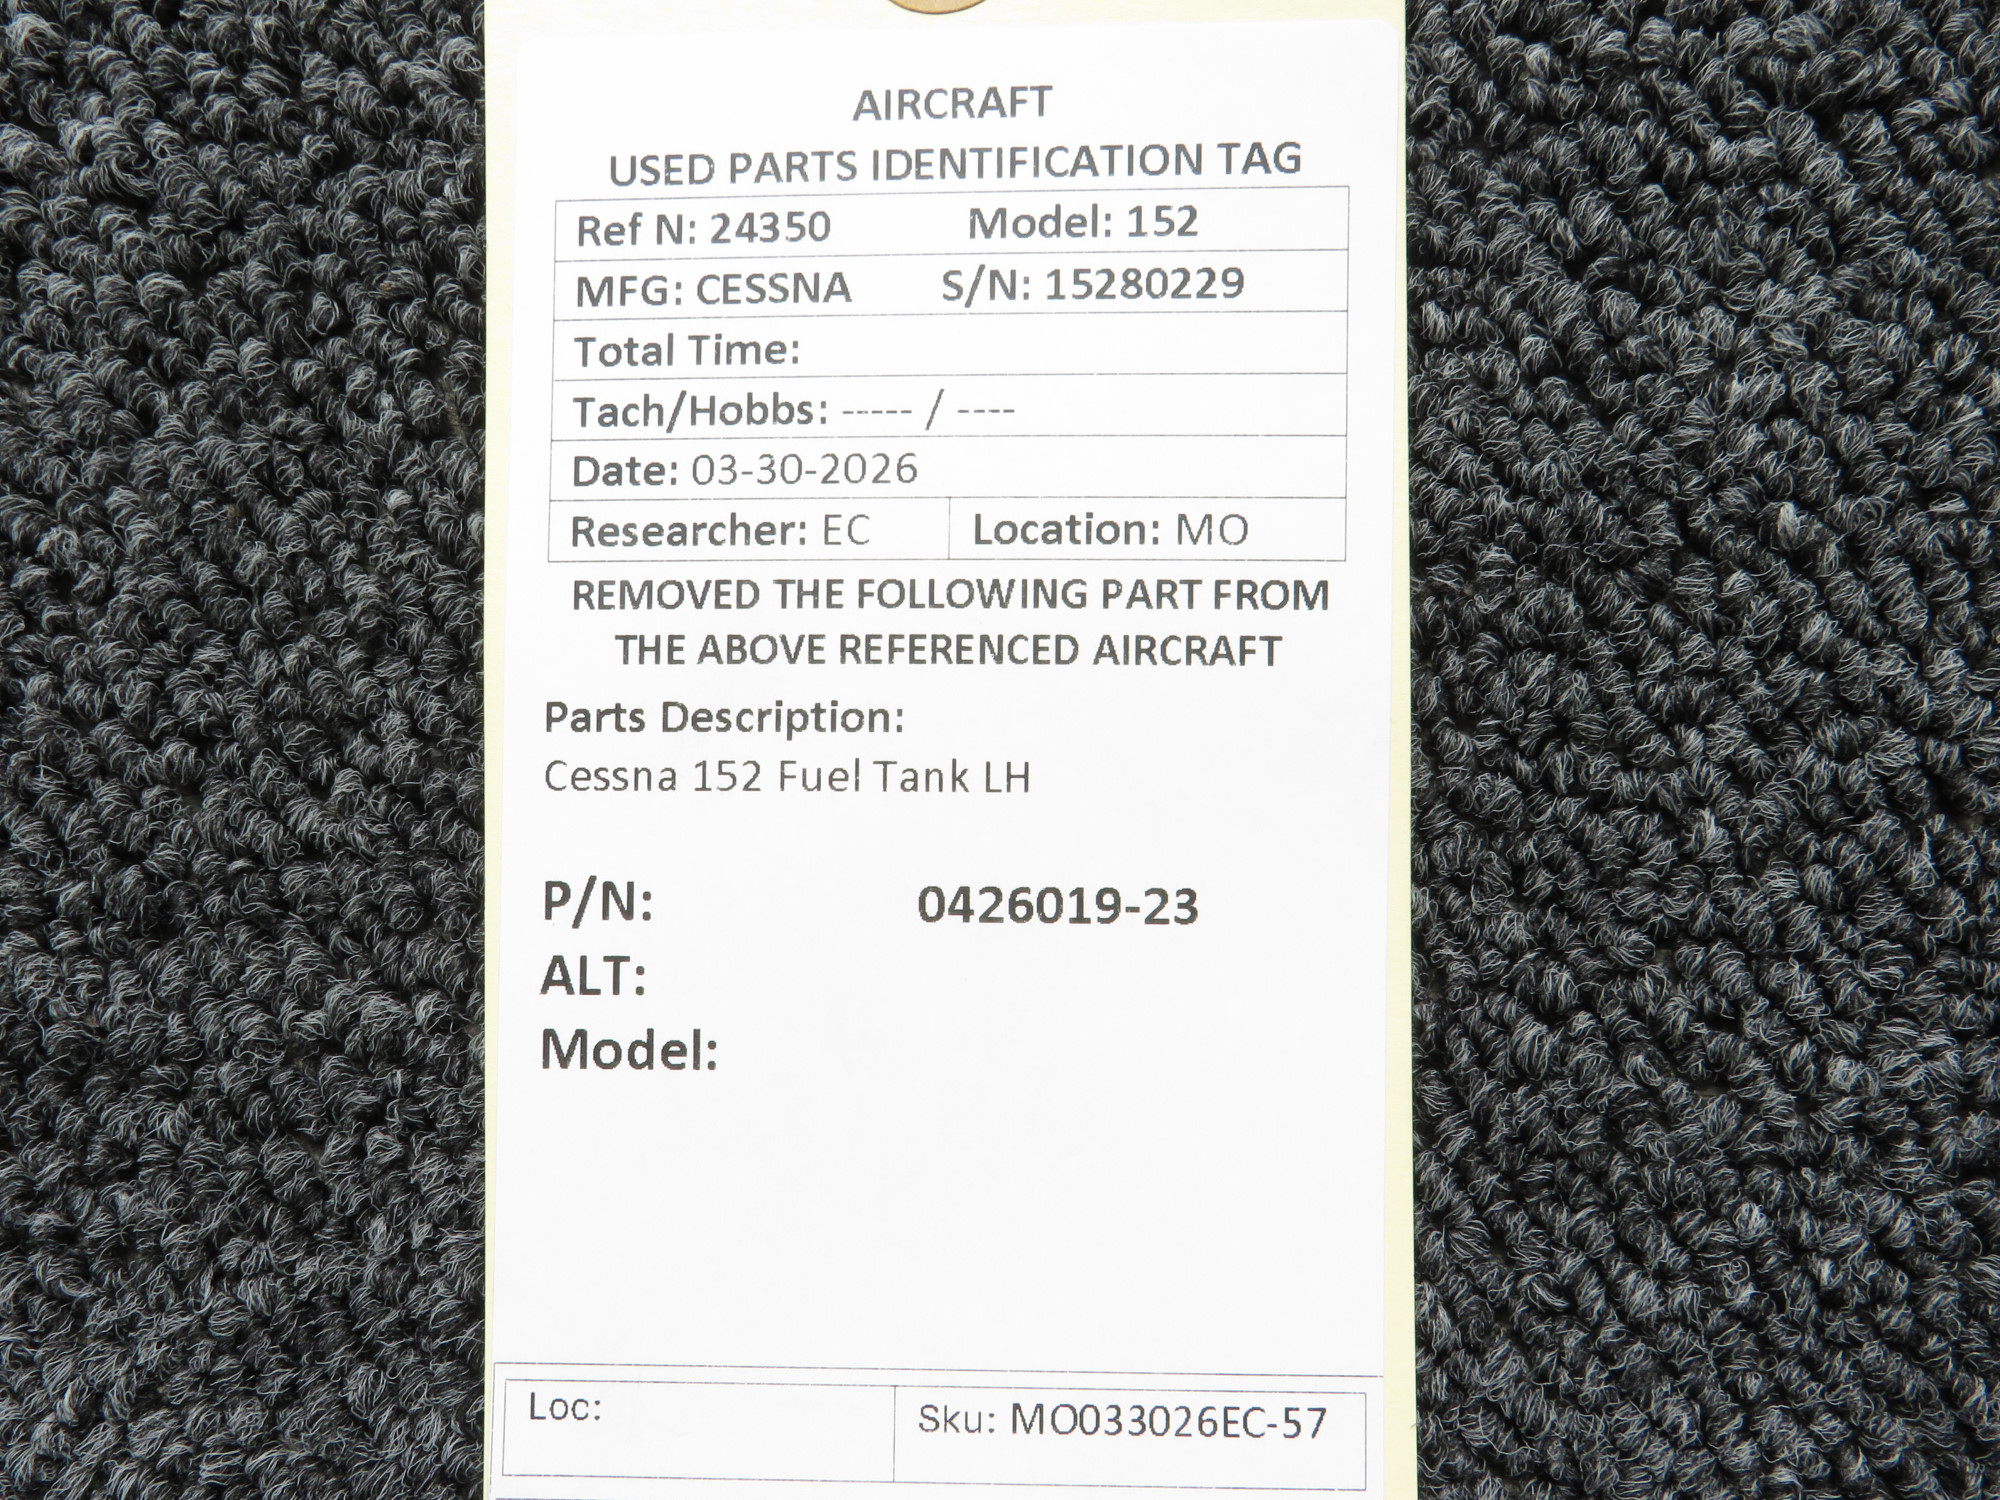 AIRCRAFT
USED PARTS IDENTIFICATION TAG
Ref N: 24350 Model: 152
MFG: CESSNA S/N: 15280229
Total Time:
Tach/Hobbs: ----- / ----
Date: 03-30-2026
Researcher: EC Location: MO
REMOVED THE FOLLOWING PART FROM
THE ABOVE REFERENCED AIRCRAFT
Parts Description:
Cessna 152 Fuel Tank LH
P/N: 0426019-23
ALT:
Model:
Loc: Sku: MO033026EC-57